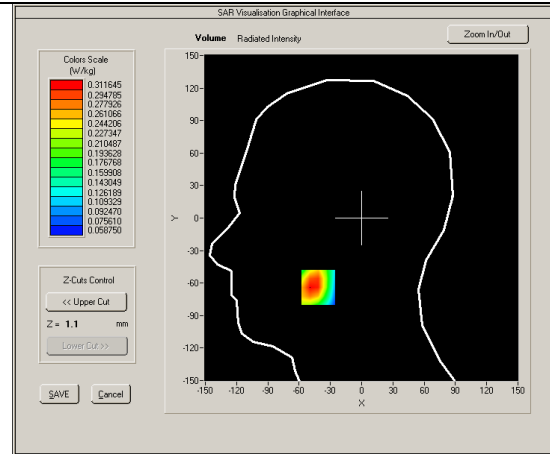 SAR Visualisation Graphical Interface
Volume Radiated Intensity
Zoom In/Out
Colors Scale
(W/kg)
0.311645
0.294785
0.277926
0.261066
0.244206
0.227347
0.210487
0.193628
0.176768
0.159908
0.143049
0.126189
0.109329
0.092470
0.075610
0.058750
Z-Cuts Control
<< Upper Cut
Z = 1.1 mm
Lower Cut >>
SAVE Cancel
150
120
90
60
30
0
-30
-60
-90
-120
-150
Y
-150 -120 -90 -60 -30 0 30 60 90 120 150
X